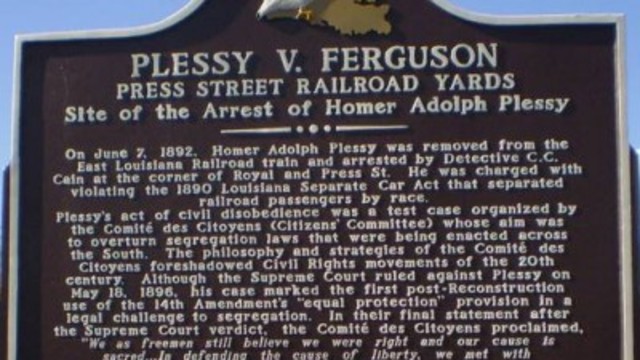 PLESSY V. FERGUSON
PRESS STREET RAILROAD YARDS
Site of the Arrest of Homer Adolph Plessy
On June 7, 1892, Homer Adolph Plessy was removed from the
East Louisiana Railroad train and arrested by Detective C.C.
Cain at the corner of Royal and Press St. He was charged with
violating the 1890 Louisiana Separate Car Act that separated
railroad passengers by race.
Plessy's act of civil disobedience was a test case organized by
the Comité des Citoyens (Citizens' Committee) whose aim was
to overturn segregation laws that were being enacted across
the South. The philosophy and strategies of the Comité des
Citoyens foreshadowed Civil Rights movements of the 20th
century. Although the Supreme Court ruled against Plessy on
May 18, 1896, his case marked the first post-Reconstruction
use of the 14th Amendment's "equal protection" provision in a
legal challenge to segregation. In their final statement after
the Supreme Court verdict, the Comité des Citoyens proclaimed,
"We as freemen still believe we were right and our cause is
sacred...In defending the cause of liberty, we met with